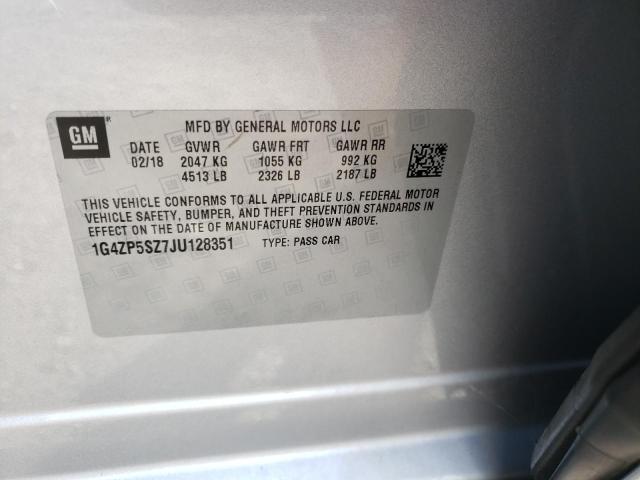 GM ®
MFD BY GENERAL MOTORS LLC
DATE GVWR GAWR FRT GAWR RR
02/18 2047 KG 1055 KG 992 KG
4513 LB 2326 LB 2187 LB
THIS VEHICLE CONFORMS TO ALL APPLICABLE U.S. FEDERAL MOTOR
VEHICLE SAFETY, BUMPER, AND THEFT PREVENTION STANDARDS IN
EFFECT ON THE DATE OF MANUFACTURE SHOWN ABOVE.
1G4ZP5SZ7JU128351 TYPE: PASS CAR